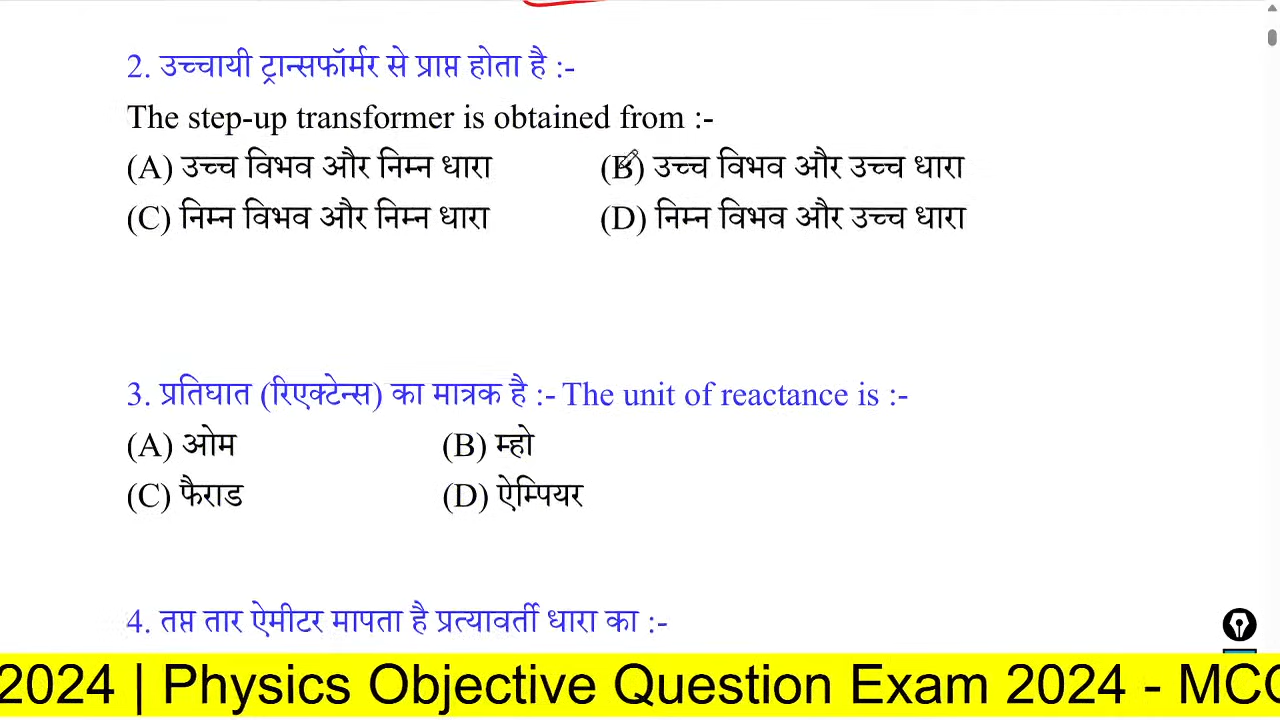 2. उच्चायी ट्रान्सफॉर्मर से प्राप्त होता है :-
The step-up transformer is obtained from :-
(A) उच्च विभव और निम्न धारा (B) उच्च विभव और उच्च धारा
(C) निम्न विभव और निम्न धारा (D) निम्न विभव और उच्च धारा
3. प्रतिघात (रिएक्टेन्स) का मात्रक है :- The unit of reactance is :-
(A) ओम (B) म्हो
(C) फैराड (D) ऐम्पियर
4. तप्त तार ऐमीटर मापता है प्रत्यावर्ती धारा का :-
2024 | Physics Objective Question Exam 2024 - MCC